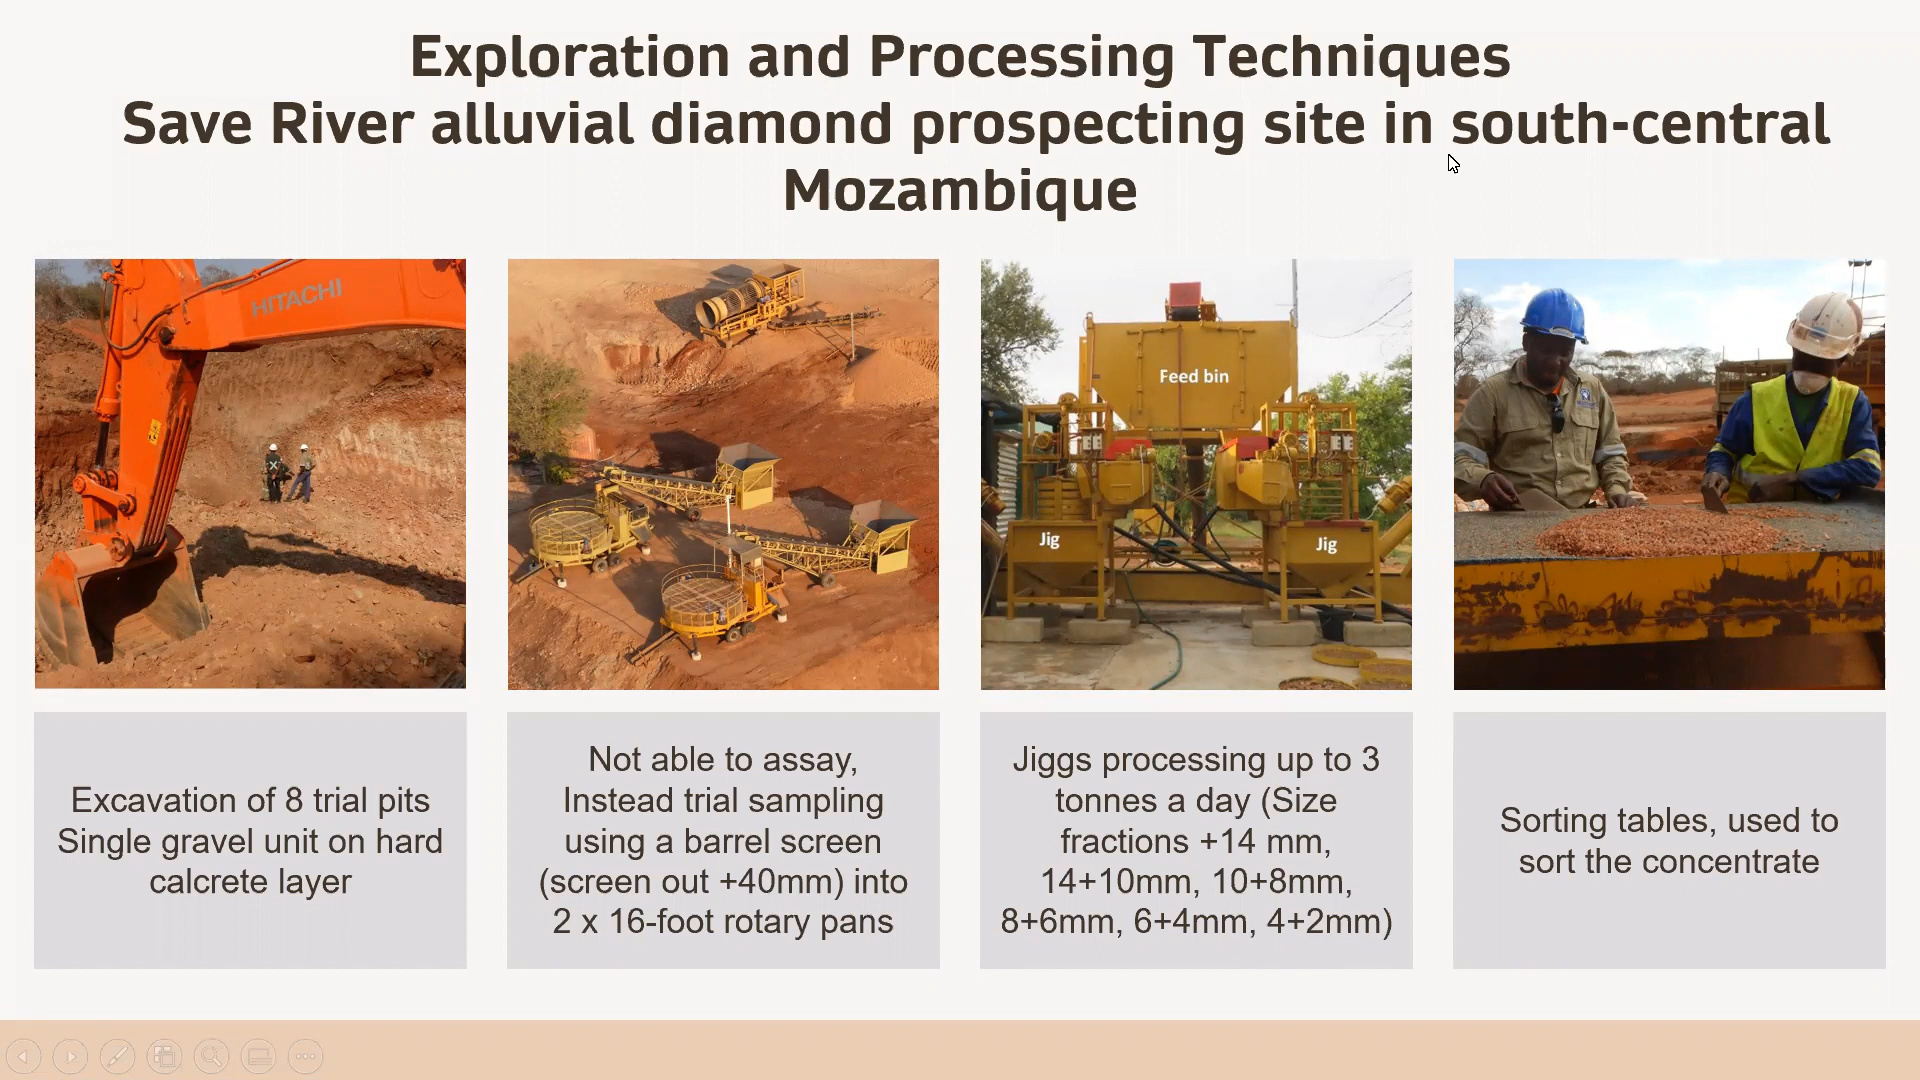 Exploration and Processing Techniques
Save River alluvial diamond prospecting site in south-central
Mozambique
HITACHI
Feed bin
Jig
Jig
Excavation of 8 trial pits
Single gravel unit on hard
calcrete layer
Not able to assay,
Instead trial sampling
using a barrel screen
(screen out +40mm) into
2 x 16-foot rotary pans
Jiggs processing up to 3
tonnes a day (Size
fractions +14 mm,
14+10mm, 10+8mm,
8+6mm, 6+4mm, 4+2mm)
Sorting tables, used to
sort the concentrate